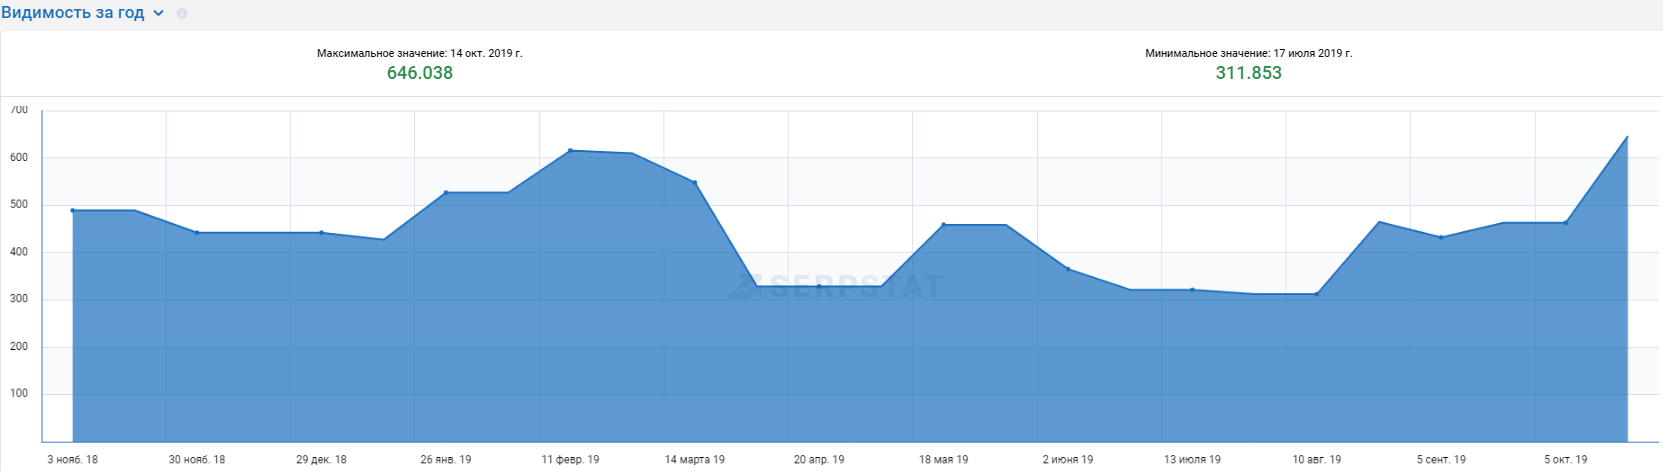 Видимость за год
Максимальное значение: 14 окт. 2019 г.
646.038
Минимальное значение: 17 июля 2019 г.
311.853
700
600
500
400
300
200
100
SERPSTAT
3 нояб. 18
30 нояб. 18
29 дек. 18
26 янв. 19
11 февр. 19
14 марта 19
20 апр. 19
18 мая 19
2 июня 19
13 июля 19
10 авг. 19
5 сент. 19
5 окт. 19